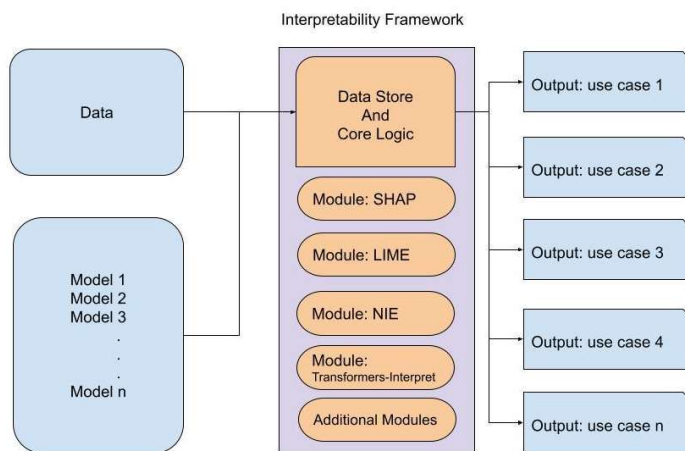 Interpretability Framework
Data
Model 1
Model 2
Model 3
.
.
.
Model n
Data Store
And
Core Logic
Module: SHAP
Module: LIME
Module: NIE
Module:
Transformers-Interpret
Additional Modules
Output: use case 1
Output: use case 2
Output: use case 3
Output: use case 4
Output: use case n